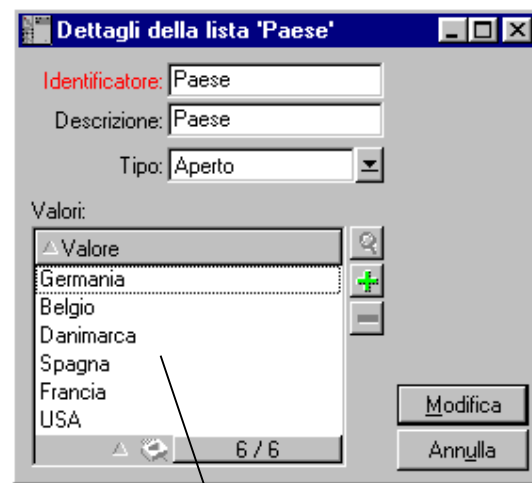 Dettagli della lista 'Paese'
Identificatore: Paese
Descrizione: Paese
Tipo: Aperto
Valori:
Valore
Germania
Belgio
Danimarca
Spagna
Francia
USA
6 / 6
Modifica
Annulla